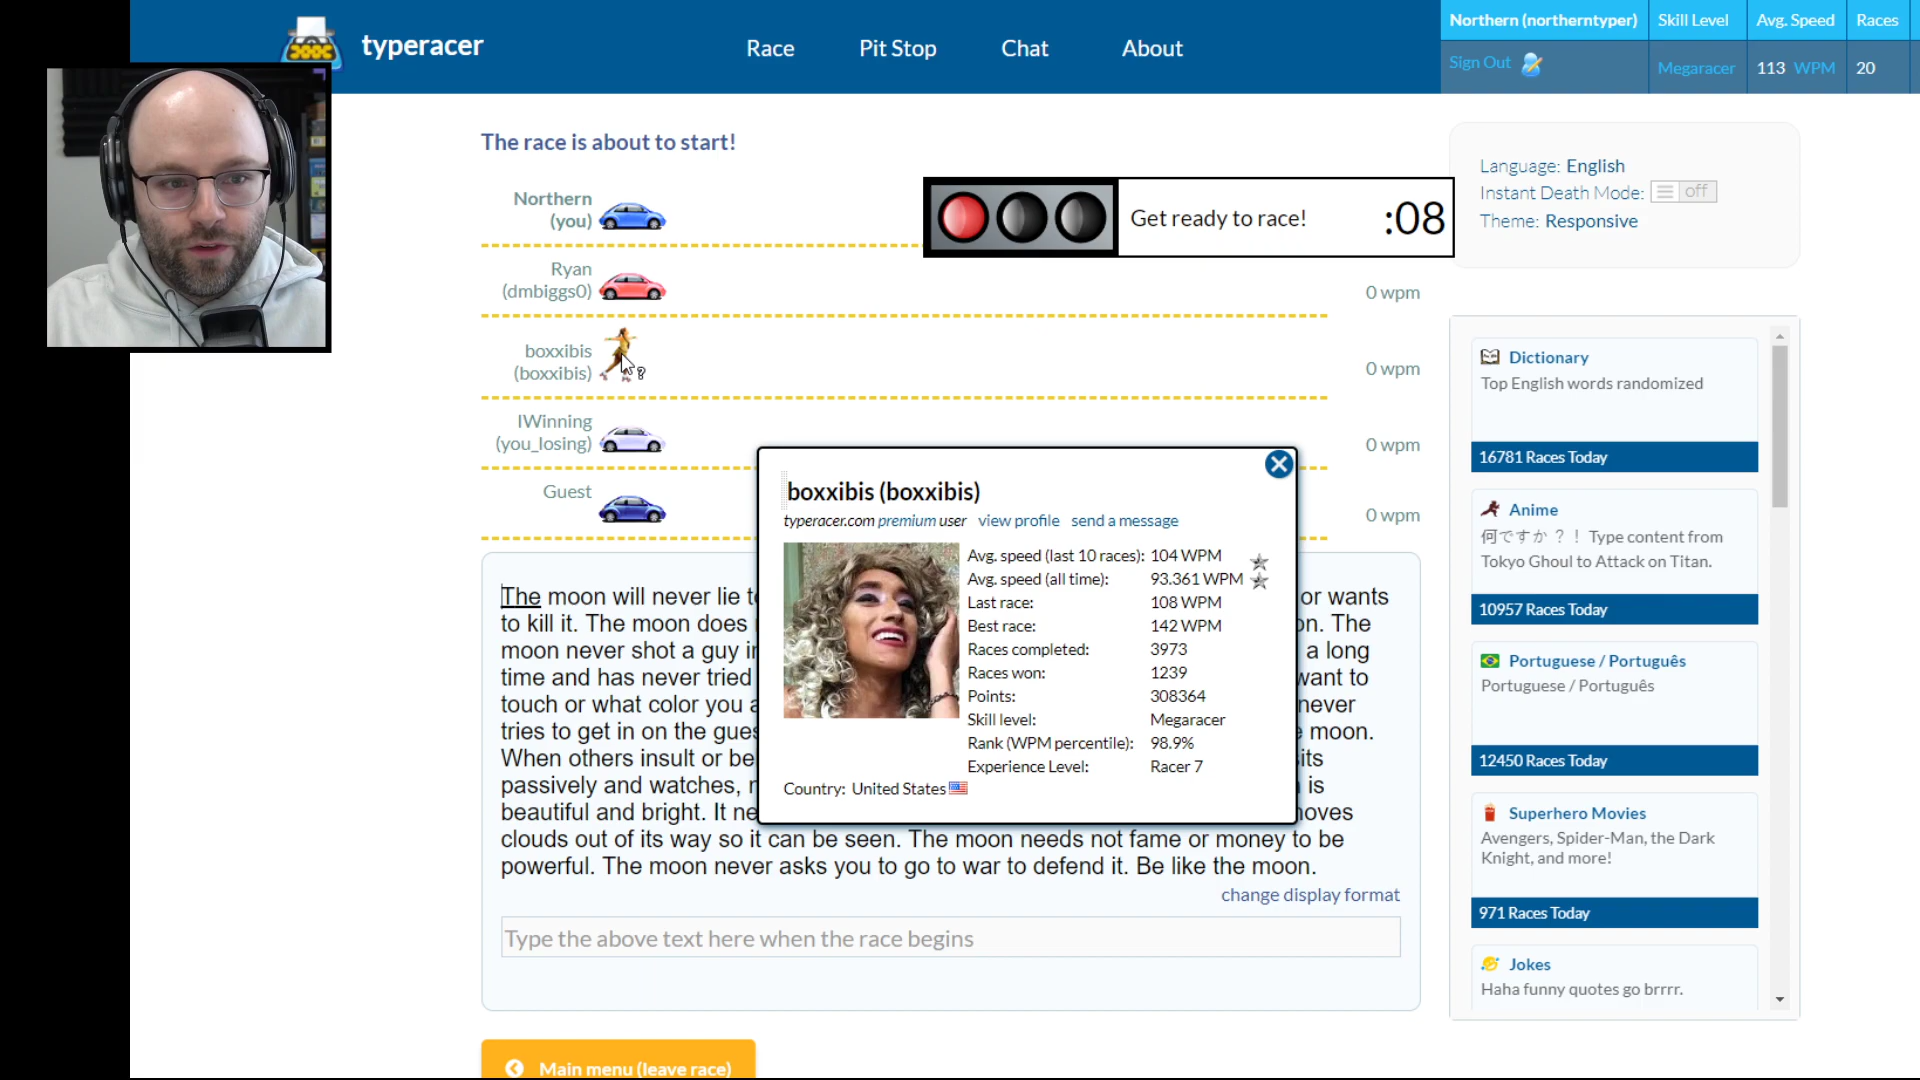 typeracer
Race
Pit Stop
Chat
About
Northern (northerntyper)
Skill Level
Avg. Speed
Races
Sign Out
Megaracer
113 WPM
20
The race is about to start!
Northern
(you)
Get ready to race!
:08
Ryan
(dmbiggs0)
0 wpm
boxxibis
(boxxibis)
0 wpm
IWinning
(you_losing)
0 wpm
Guest
0 wpm
boxxibis (boxxibis)
typeracer.com premium user view profile send a message
Avg. speed (last 10 races): 104 WPM
Avg. speed (all time): 93.361 WPM
Last race: 108 WPM
Best race: 142 WPM
Races completed: 3973
Races won: 1239
Points: 308364
Skill level: Megaracer
Rank (WPM percentile): 98.9%
Experience Level: Racer 7
Country: United States
The moon will never lie t or wants
to kill it. The moon does on. The
moon never shot a guy i a long
time and has never tried want to
touch or what color you a never
tries to get in on the gues moon.
When others insult or be its
passively and watches, is
beautiful and bright. It ne moves
clouds out of its way so it can be seen. The moon needs not fame or money to be
powerful. The moon never asks you to go to war to defend it. Be like the moon.
change display format
Type the above text here when the race begins
Main menu (leave race)
Language: English
Instant Death Mode: off
Theme: Responsive
Dictionary
Top English words randomized
16781 Races Today
Anime
何ですか ? ! Type content from
Tokyo Ghoul to Attack on Titan.
10957 Races Today
Portuguese / Português
Portuguese / Português
12450 Races Today
Superhero Movies
Avengers, Spider-Man, the Dark
Knight, and more!
971 Races Today
Jokes
Haha funny quotes go brrrr.